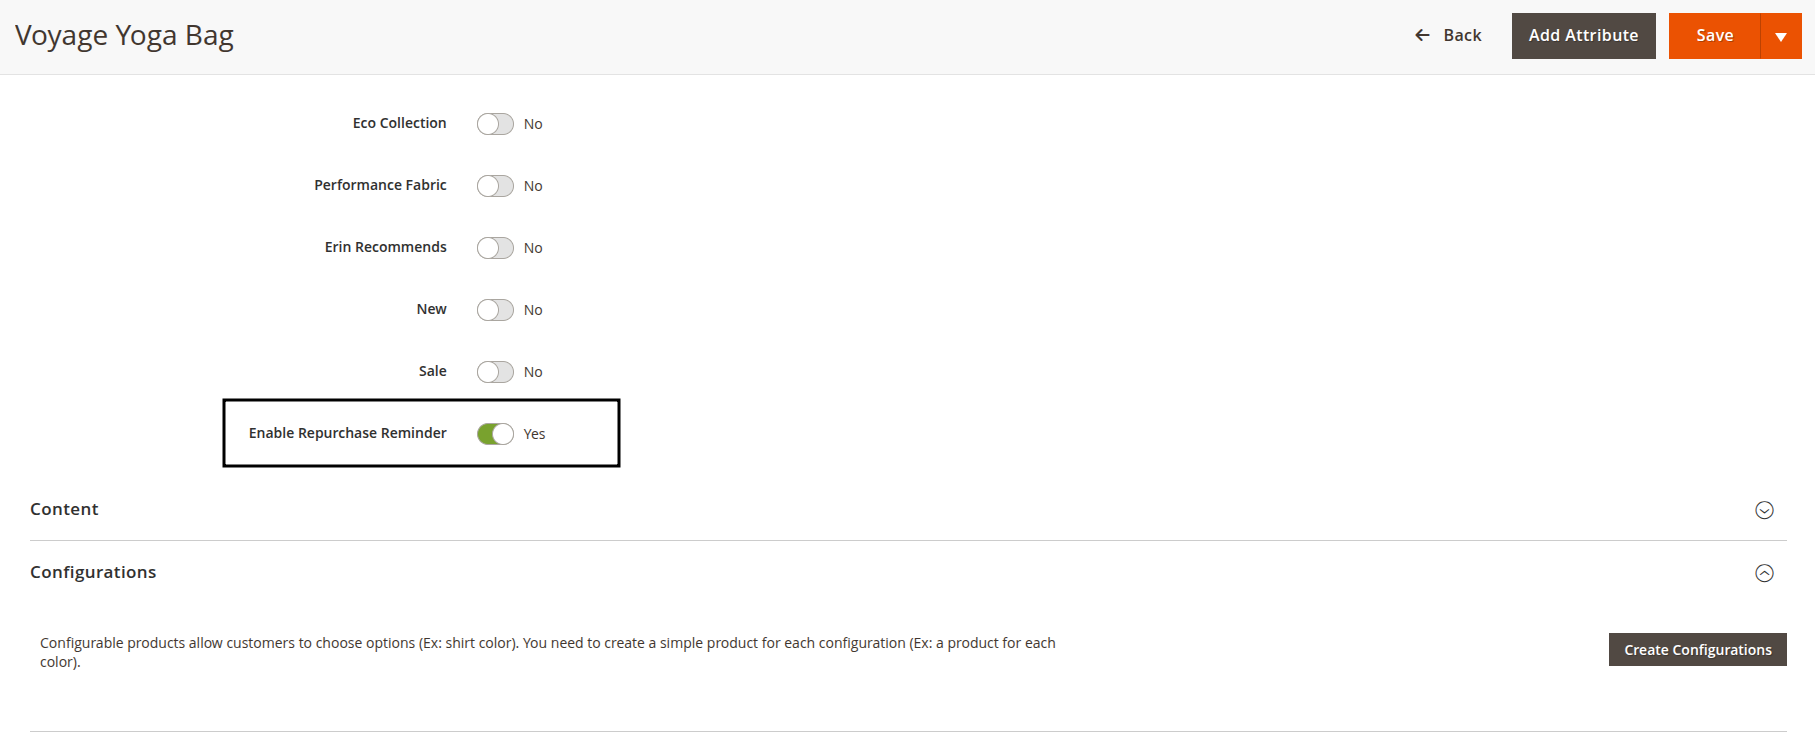 Voyage Yoga Bag
Back
Add Attribute
Save
Eco Collection No
Performance Fabric No
Erin Recommends No
New No
Sale No
Enable Repurchase Reminder Yes
Content
Configurations
Configurable products allow customers to choose options (Ex: shirt color). You need to create a simple product for each configuration (Ex: a product for each
color).
Create Configurations